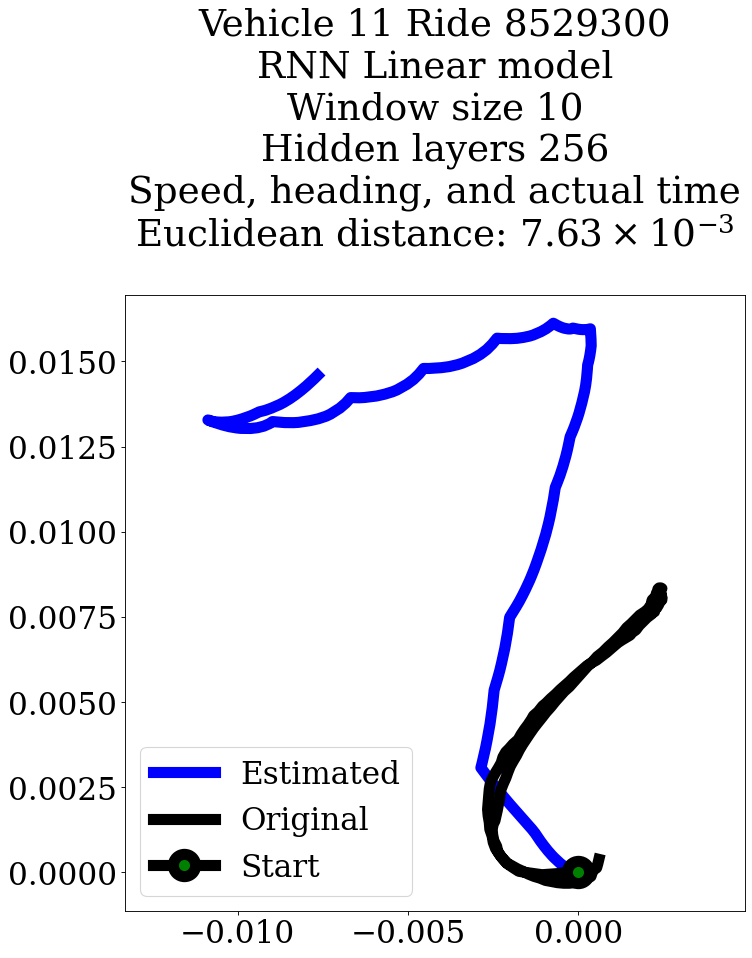 Vehicle 11 Ride 8529300
RNN Linear model
Window size 10
Hidden layers 256
Speed, heading, and actual time
Euclidean distance: 7.63 × 10⁻³
0.0150
0.0125
0.0100
0.0075
0.0050
0.0025
0.0000
Estimated
Original
Start
−0.010
−0.005
0.000